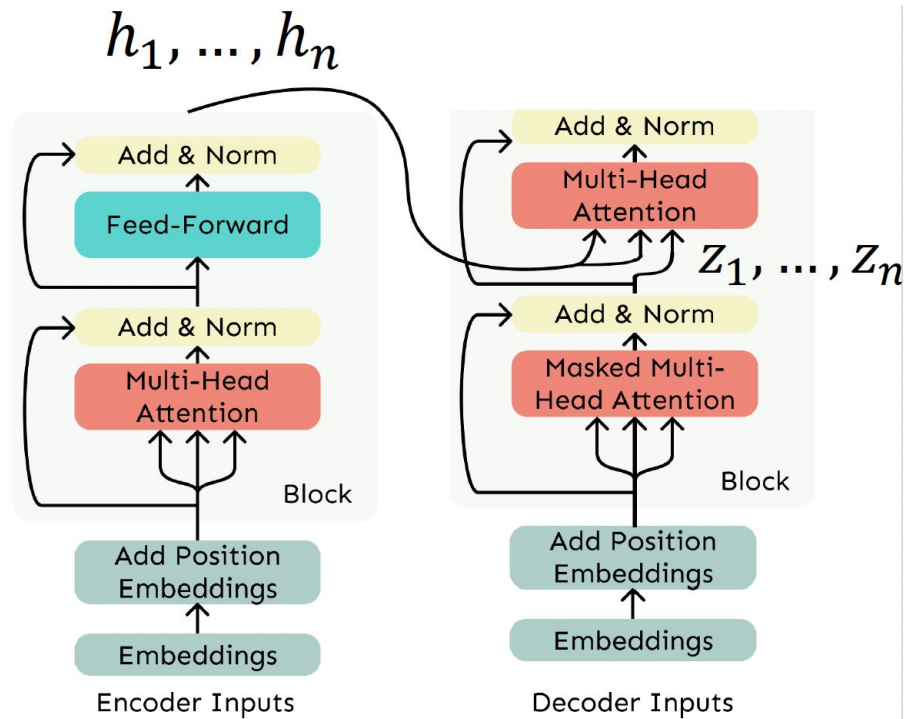 h₁, …, hₙ
Add & Norm
Feed-Forward
Add & Norm
Multi-Head
Attention
Block
Add Position
Embeddings
Embeddings
Encoder Inputs
Add & Norm
Multi-Head
Attention
z₁, …, zₙ
Add & Norm
Masked Multi-
Head Attention
Block
Add Position
Embeddings
Embeddings
Decoder Inputs